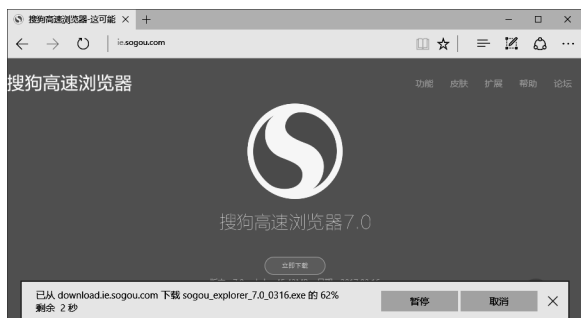 搜狗高速浏览器-这可能
ie.sogou.com
搜狗高速浏览器
功能 皮肤 扩展 帮助 论坛
搜狗高速浏览器7.0
立即下载
已从 download.ie.sogou.com 下载 sogou_explorer_7.0_0316.exe 的 62%
剩余 2 秒
暂停 取消